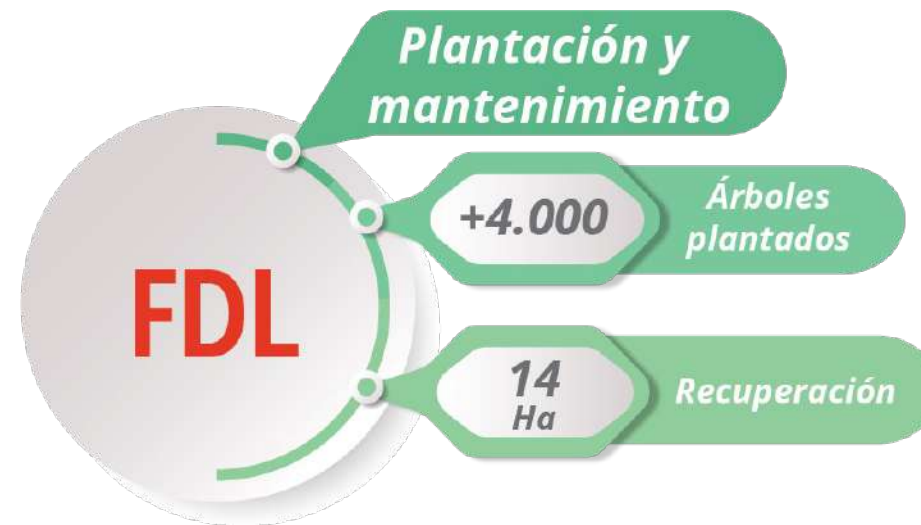 Plantación y
mantenimiento
+4.000
Árboles
plantados
FDL
14
Ha
Recuperación